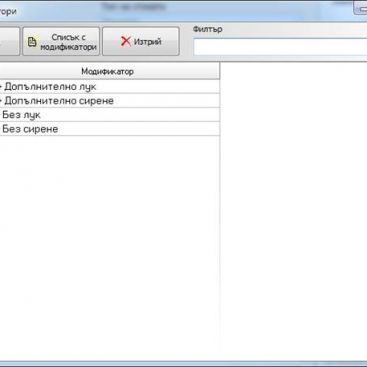 тори
Списък с
модификатори
Изтрий
Филтър
Модификатор
Допълнително лук
Допълнително сирене
Без лук
Без сирене